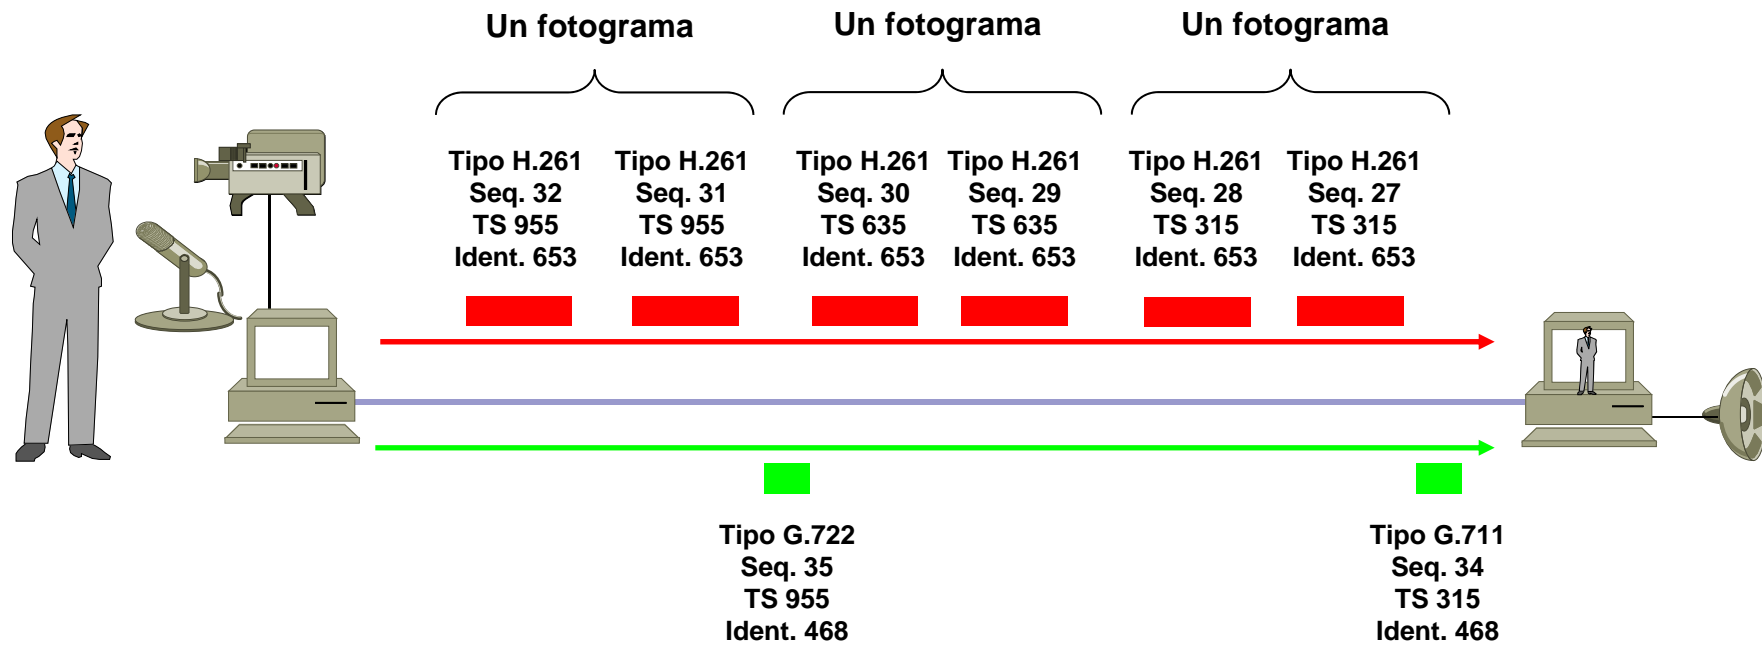 Un fotograma
Un fotograma
Un fotograma
Tipo H.261
Seq. 32
TS 955
Ident. 653
Tipo H.261
Seq. 31
TS 955
Ident. 653
Tipo H.261
Seq. 30
TS 635
Ident. 653
Tipo H.261
Seq. 29
TS 635
Ident. 653
Tipo H.261
Seq. 28
TS 315
Ident. 653
Tipo H.261
Seq. 27
TS 315
Ident. 653
Tipo G.722
Seq. 35
TS 955
Ident. 468
Tipo G.711
Seq. 34
TS 315
Ident. 468